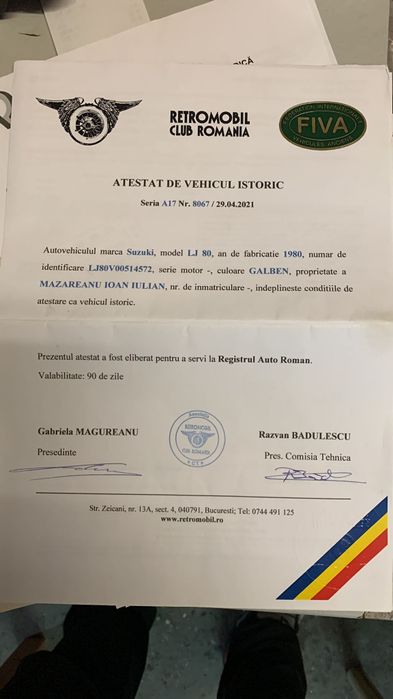 RETROMOBIL
CLUB ROMANIA
FEDERATION INTERNATIONALE
FIVA
VEHICULES ANCIENS
ATESTAT DE VEHICUL ISTORIC
Seria A17 Nr. 8067 / 29.04.2021
Autovehiculul marca Suzuki, model LJ 80, an de fabricatie 1980, numar de
identificare LJ80V00514572, serie motor -, culoare GALBEN, proprietate a
MAZAREANU IOAN IULIAN, nr. de inmatriculare -, indeplineste conditiile de
atestare ca vehicul istoric.
Prezentul atestat a fost eliberat pentru a servi la Registrul Auto Roman.
Valabilitate: 90 de zile
Gabriela MAGUREANU
Presedinte
Asociatia
RETROMOBIL
CLUB ROMANIA
Razvan BADULESCU
Pres. Comisia Tehnica
Str. Zeicani, nr. 13A, sect. 4, 040791, Bucuresti; Tel: 0744 491 125
www.retromobil.ro